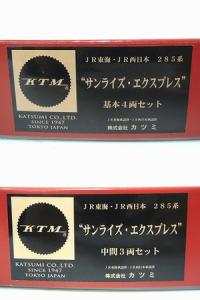 KTM
KATSUMI CO.,LTD.
SINCE 1947
TOKYO JAPAN
JR東海・JR西日本 285系
“サンライズ・エクスプレス”
基本4両セット
株式会社 カツミ
KTM
KATSUMI CO.,LTD.
SINCE 1947
TOKYO JAPAN
JR東海・JR西日本 285系
“サンライズ・エクスプレス”
中間3両セット
株式会社 カツミ